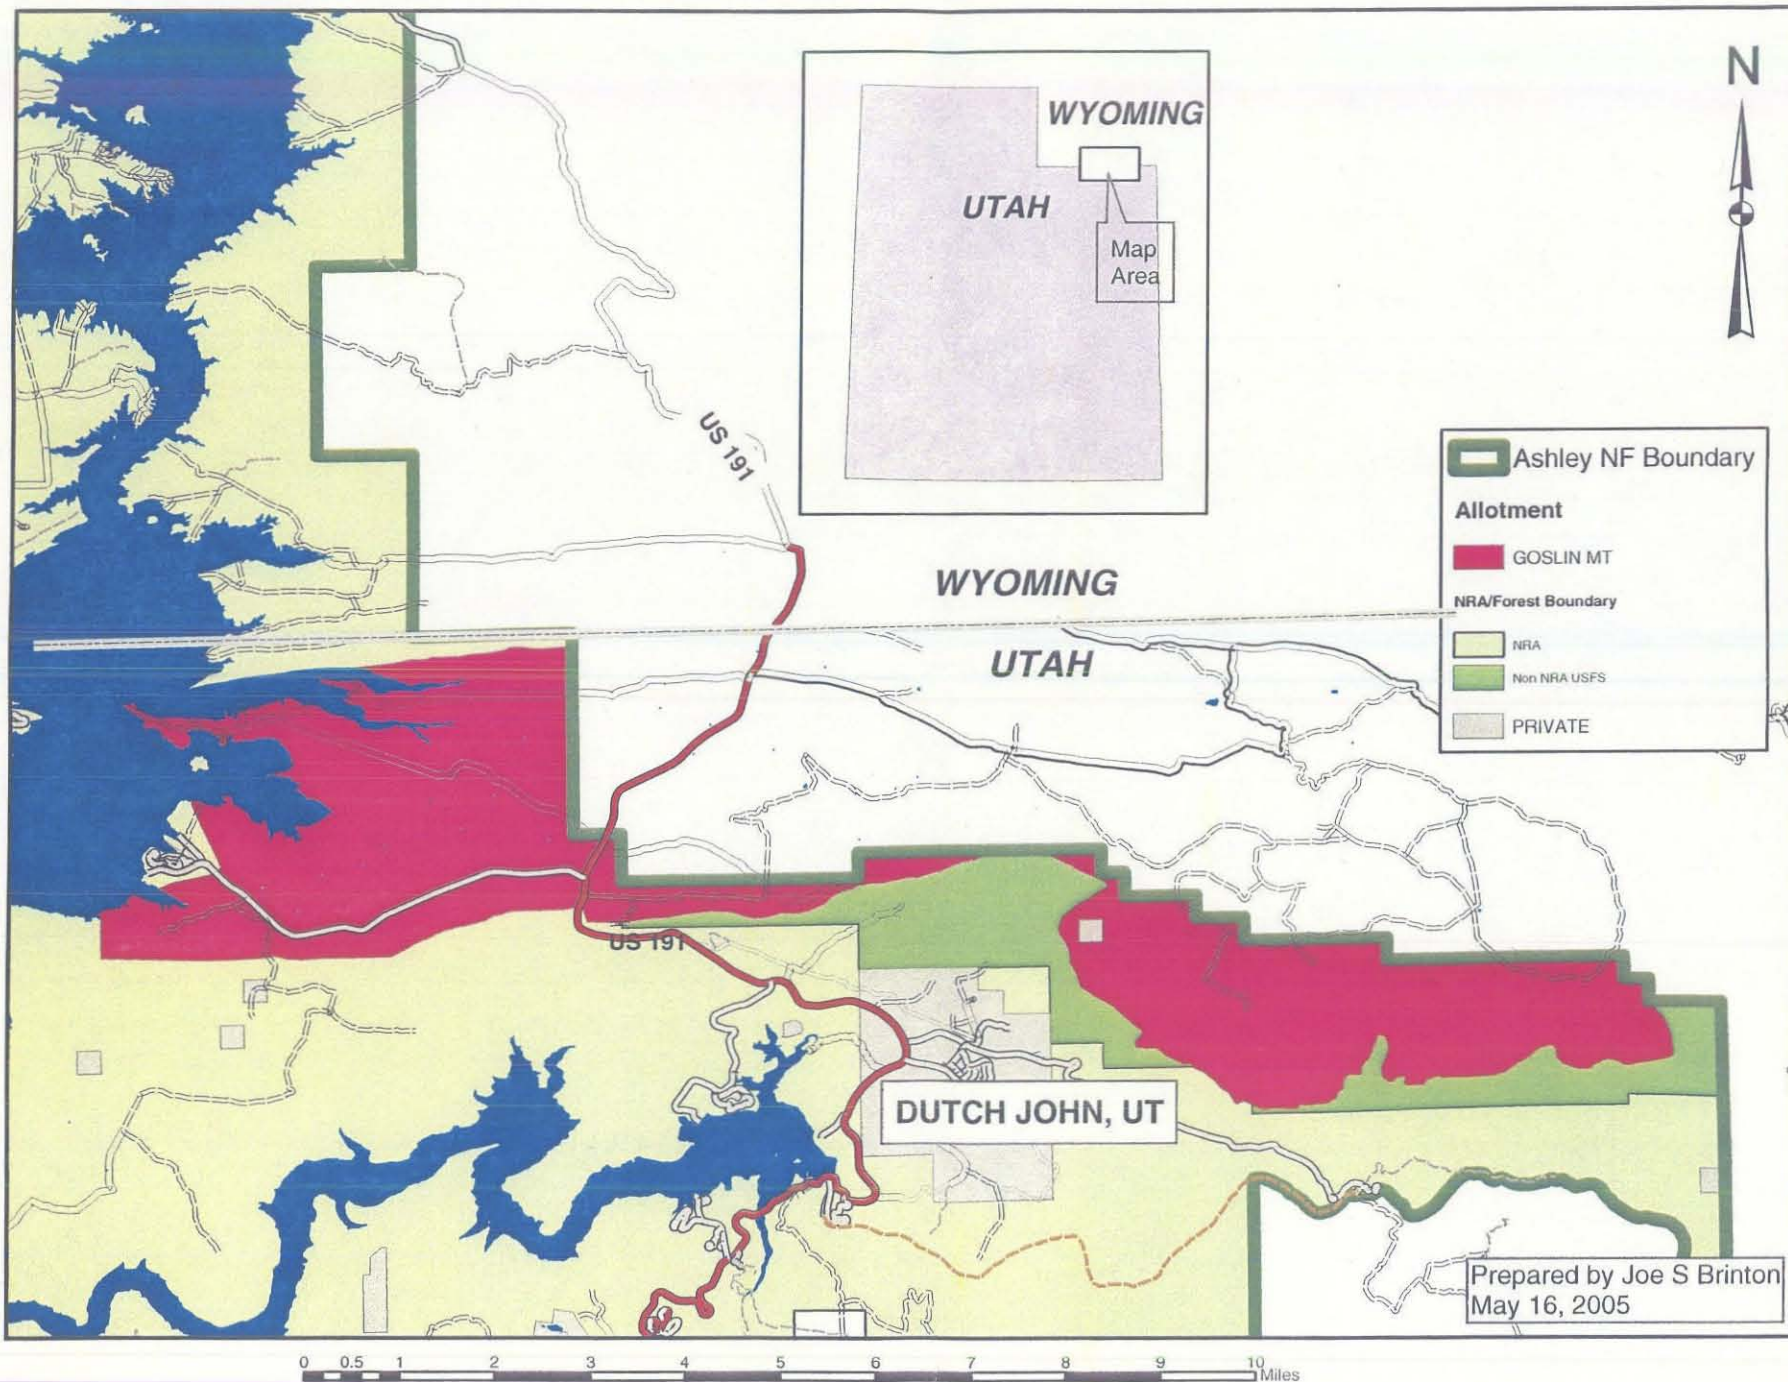 N
WYOMING
UTAH
Map
Area
US 191
Ashley NF Boundary
Allotment
GOSLIN MT
NRA/Forest Boundary
NRA
Non NRA USFS
PRIVATE
WYOMING
UTAH
US 191
DUTCH JOHN, UT
Prepared by Joe S Brinton
May 16, 2005
0 0.5 1 2 3 4 5 6 7 8 9 10
Miles